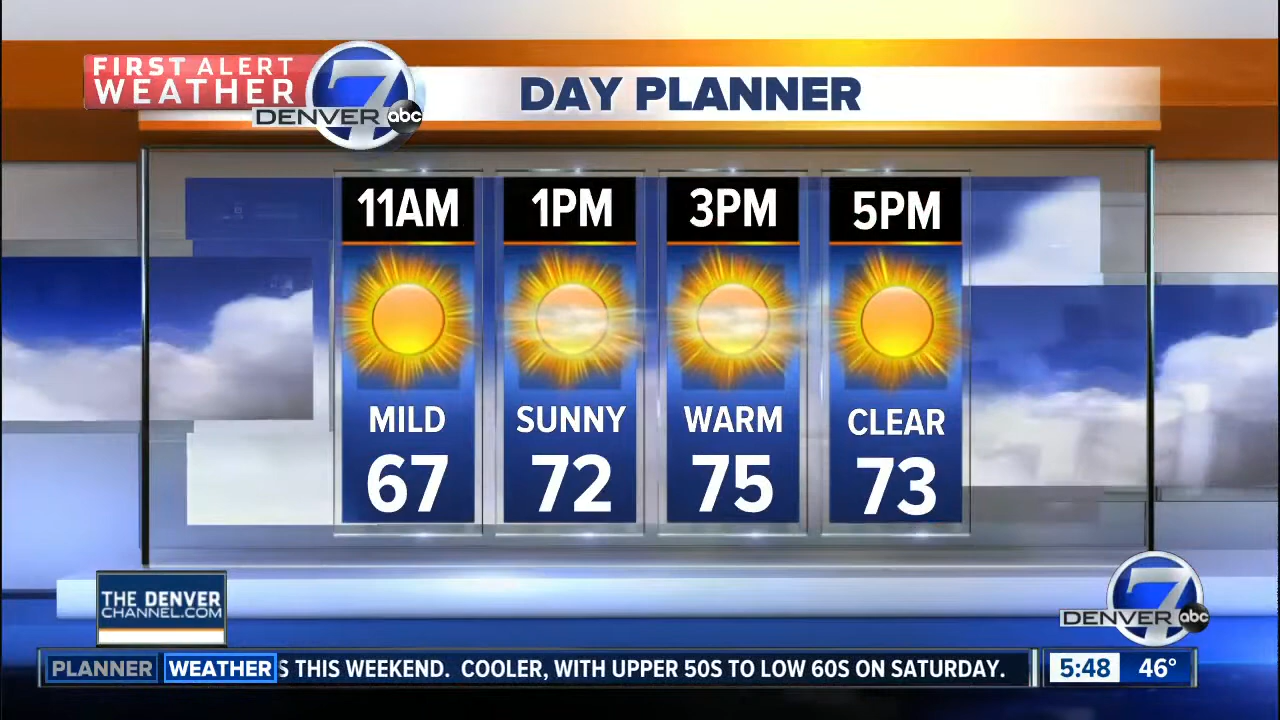 FIRST ALERT
WEATHER
7
DENVER abc
DAY PLANNER
11AM
1PM
3PM
5PM
MILD
SUNNY
WARM
CLEAR
67
72
75
73
THE DENVER
CHANNEL.COM
7
DENVER abc
PLANNER WEATHER S THIS WEEKEND. COOLER, WITH UPPER 50S TO LOW 60S ON SATURDAY. 5:48 46°